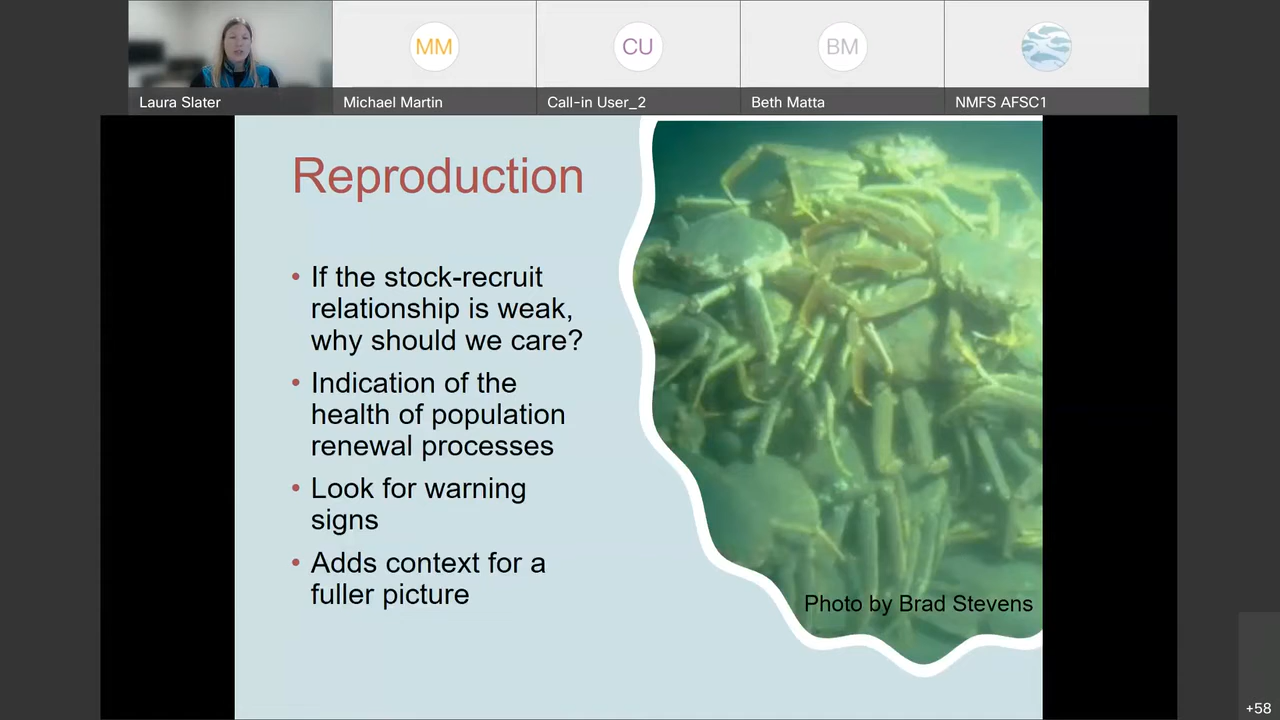 MM
CU
BM
Laura Slater
Michael Martin
Call-in User_2
Beth Matta
NMFS AFSC1
Reproduction
• If the stock-recruit
relationship is weak,
why should we care?
• Indication of the
health of population
renewal processes
• Look for warning
signs
• Adds context for a
fuller picture
Photo by Brad Stevens
+58